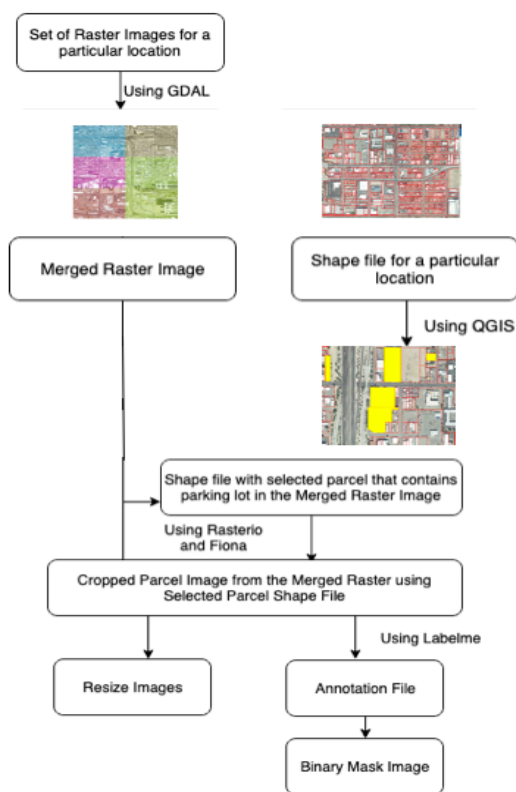 Set of Raster Images for a
particular location
Using GDAL
Merged Raster Image
Shape file for a particular
location
Using QGIS
Shape file with selected parcel that contains
parking lot in the Merged Raster Image
Using Rasterio
and Fiona
Cropped Parcel Image from the Merged Raster using
Selected Parcel Shape File
Using Labelme
Resize Images
Annotation File
Binary Mask Image